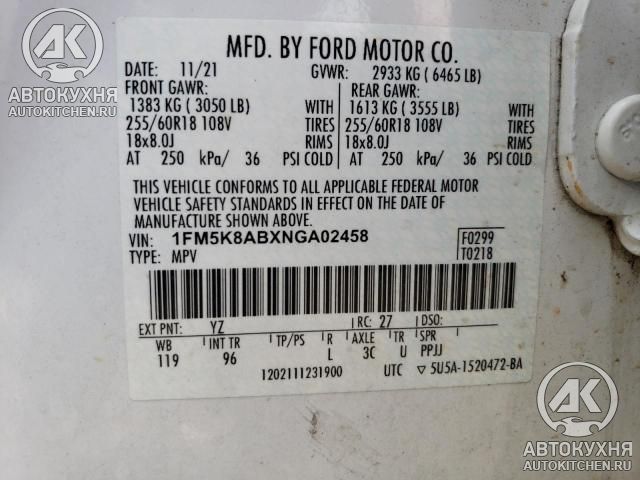 MFD. BY FORD MOTOR CO.
DATE: 11/21 GVWR: 2933 KG ( 6465 LB)
FRONT GAWR: REAR GAWR:
1383 KG ( 3050 LB) WITH 1613 KG ( 3555 LB) WITH
255/60R18 108V TIRES 255/60R18 108V TIRES
18x8.0J RIMS 18x8.0J RIMS
AT 250 kPa/ 36 PSI COLD AT 250 kPa/ 36 PSI COLD
THIS VEHICLE CONFORMS TO ALL APPLICABLE FEDERAL MOTOR
VEHICLE SAFETY STANDARDS IN EFFECT ON THE DATE OF
MANUFACTURE SHOWN ABOVE.
VIN: 1FM5K8ABXNGA02458 F0299
TYPE: MPV T0218
EXT PNT: YZ RC: 27 DSO:
WB INT TR TP/PS R AXLE TR SPR
119 96 L 3C U PPJJ
1202111231900 UTC ▽ 5U5A-1520472-BA
АК
АВТОКУХНЯ
AUTOKITCHEN.RU
АК
АВТОКУХНЯ
AUTOKITCHEN.RU